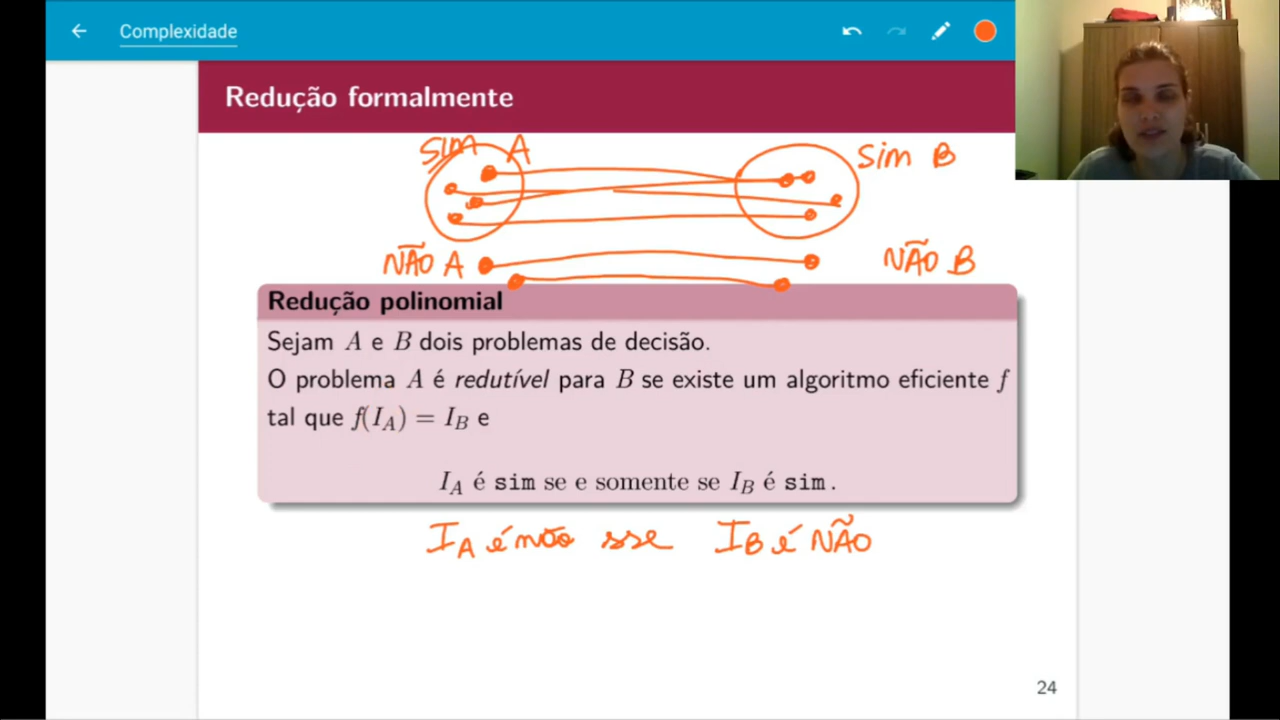 Complexidade
Redução formalmente
SIM A
Sim B
NÃO A
NÃO B
Redução polinomial
Sejam A e B dois problemas de decisão.
O problema A é redutível para B se existe um algoritmo eficiente f
tal que f(I_A) = I_B e
I_A é sim se e somente se I_B é sim.
I_A é não sse I_B é NÃO
24